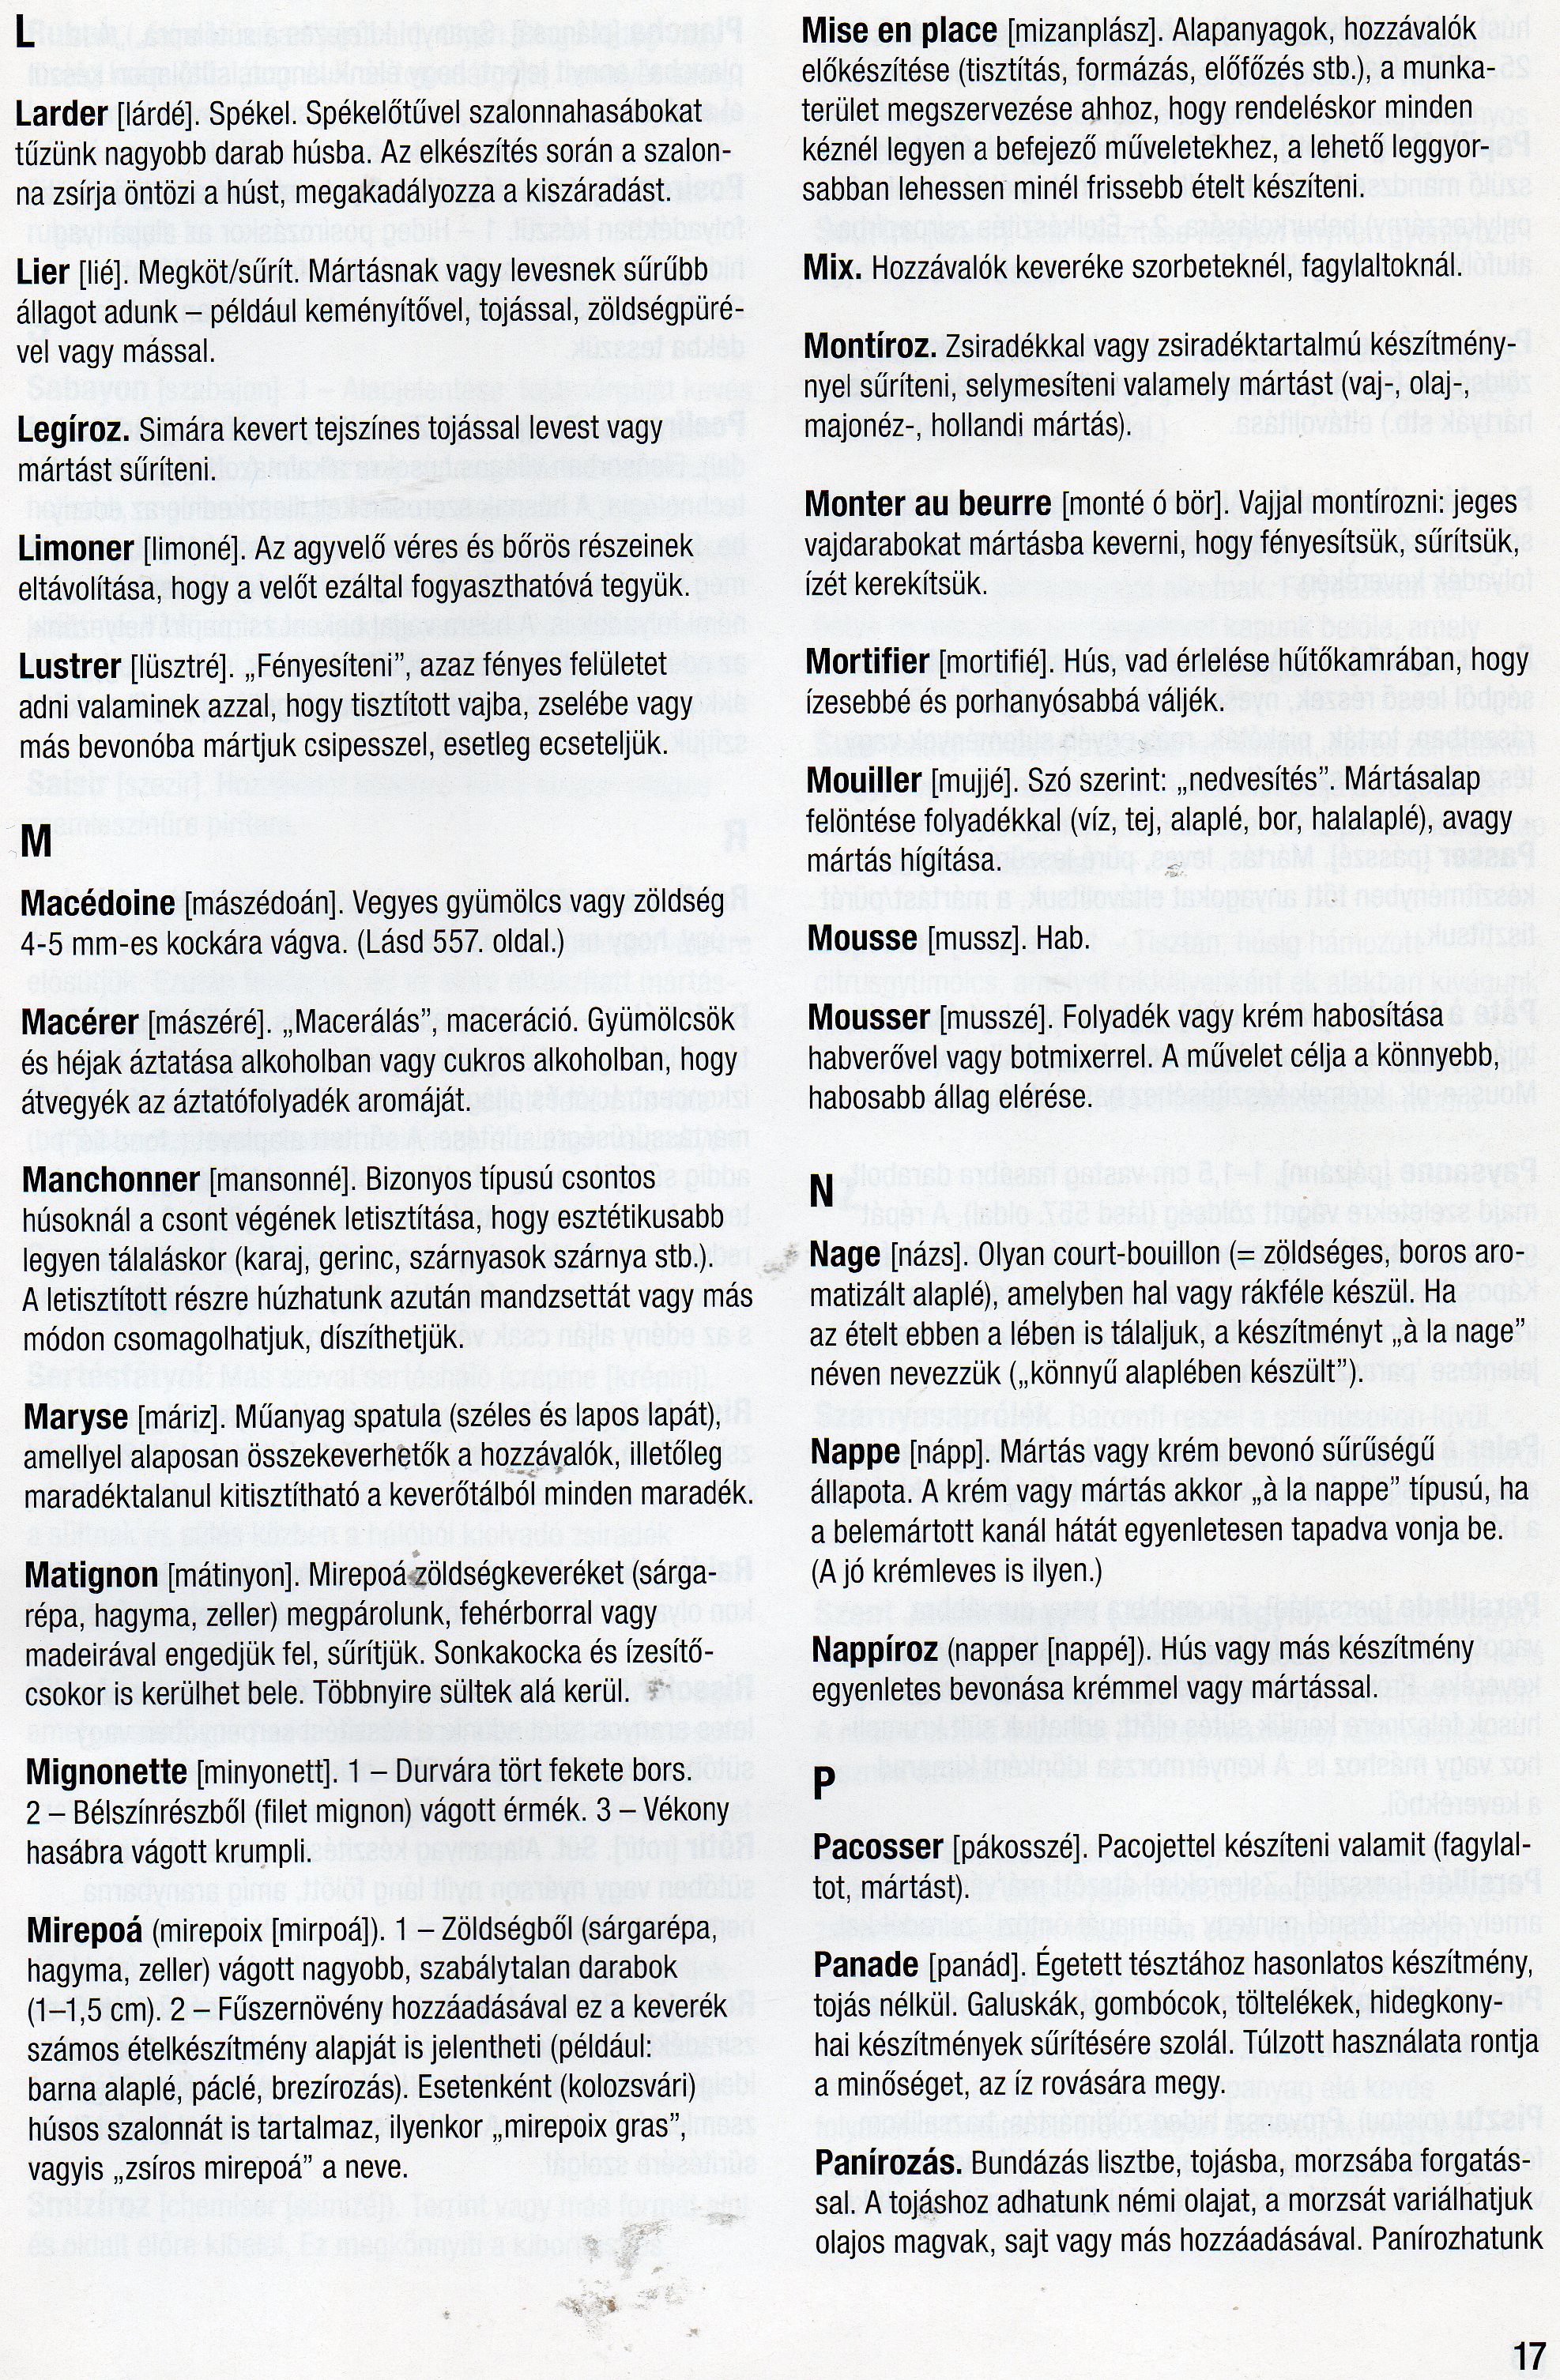 L
Larder [lárdé]. Spékel. Spékelőtűvel szalonnahasábokat
tűzünk nagyobb darab húsba. Az elkészítés során a szalon-
na zsírja öntözi a húst, megakadályozza a kiszáradást.
Lier [lié]. Megköt/sűrít. Mártásnak vagy levesnek sűrűbb
állagot adunk – például keményítővel, tojással, zöldségpüré-
vel vagy mással.
Legíroz. Simára kevert tejszínes tojással levest vagy
mártást sűríteni.
Limoner [limoné]. Az agyvelő véres és bőrös részeinek
eltávolítása, hogy a velőt ezáltal fogyaszthatóvá tegyük.
Lustrer [lüsztré]. „Fényesíteni”, azaz fényes felületet
adni valaminek azzal, hogy tisztított vajba, zselébe vagy
más bevonóba mártjuk csipesszel, esetleg ecseteljük.
M
Macédoine [mászédoán]. Vegyes gyümölcs vagy zöldség
4-5 mm-es kockára vágva. (Lásd 557. oldal.)
Macérer [mászéré]. „Macerálás”, maceráció. Gyümölcsök
és héjak áztatása alkoholban vagy cukros alkoholban, hogy
átvegyék az áztatófolyadék aromáját.
Manchonner [mansonné]. Bizonyos típusú csontos
húsoknál a csont végének letisztítása, hogy esztétikusabb
legyen tálaláskor (karaj, gerinc, szárnyasok szárnya stb.).
A letisztított részre húzhatunk azután mandzsettát vagy más
módon csomagolhatjuk, díszíthetjük.
Maryse [máriz]. Műanyag spatula (széles és lapos lapát),
amellyel alaposan összekeverhetők a hozzávalók, illetőleg
maradéktalanul kitisztítható a keverőtálból minden maradék.
Matignon [mátinyon]. Mirepoá zöldségkeveréket (sárga-
répa, hagyma, zeller) megpárolunk, fehérborral vagy
madeirával engedjük fel, sűrítjük. Sonkakocka és ízesítő-
csokor is kerülhet bele. Többnyire sültek alá kerül.
Mignonette [minyonett]. 1 – Durvára tört fekete bors.
2 – Bélszínrészből (filet mignon) vágott érmék. 3 – Vékony
hasábra vágott krumpli.
Mirepoá (mirepoix [mirpoá]). 1 – Zöldségből (sárgarépa,
hagyma, zeller) vágott nagyobb, szabálytalan darabok
(1–1,5 cm). 2 – Fűszernövény hozzáadásával ez a keverék
számos ételkészítmény alapját is jelentheti (például:
barna alaplé, páclé, brezírozás). Esetenként (kolozsvári)
húsos szalonnát is tartalmaz, ilyenkor „mirepoix gras”,
vagyis „zsíros mirepoá” a neve.
Mise en place [mizanplász]. Alapanyagok, hozzávalók
előkészítése (tisztítás, formázás, előfőzés stb.), a munka-
terület megszervezése ahhoz, hogy rendeléskor minden
kéznél legyen a befejező műveletekhez, a lehető leggyor-
sabban lehessen minél frissebb ételt készíteni.
Mix. Hozzávalók keveréke szorbeteknél, fagylaltoknál.
Montíroz. Zsiradékkal vagy zsiradéktartalmú készítmény-
nyel sűríteni, selymesíteni valamely mártást (vaj-, olaj-,
majonéz-, hollandi mártás).
Monter au beurre [monté ó bör]. Vajjal montírozni: jeges
vajdarabokat mártásba keverni, hogy fényesítsük, sűrítsük,
ízét kerekítsük.
Mortifier [mortifié]. Hús, vad érlelése hűtőkamrában, hogy
ízesebbé és porhanyósabbá váljék.
Mouiller [mujjé]. Szó szerint: „nedvesítés”. Mártásalap
felöntése folyadékkal (víz, tej, alaplé, bor, halalaplé), avagy
mártás hígítása.
Mousse [mussz]. Hab.
Mousser [musszé]. Folyadék vagy krém habosítása
habverővel vagy botmixerrel. A művelet célja a könnyebb,
habosabb állag elérése.
N
Nage [názs]. Olyan court-bouillon (= zöldséges, boros aro-
matizált alaplé), amelyben hal vagy rákféle készül. Ha
az ételt ebben a lében is tálaljuk, a készítményt „à la nage”
néven nevezzük („könnyű alaplében készült”).
Nappe [nápp]. Mártás vagy krém bevonó sűrűségű
állapota. A krém vagy mártás akkor „à la nappe” típusú, ha
a belemártott kanál hátát egyenletesen tapadva vonja be.
(A jó krémleves is ilyen.)
Nappíroz (napper [nappé]). Hús vagy más készítmény
egyenletes bevonása krémmel vagy mártással.
P
Pacosser [pákosszé]. Pacojettel készíteni valamit (fagylal-
tot, mártást).
Panade [panád]. Égetett tésztához hasonlatos készítmény,
tojás nélkül. Galuskák, gombócok, töltelékek, hidegkony-
hai készítmények sűrítésére szolál. Túlzott használata rontja
a minőséget, az íz rovására megy.
Panírozás. Bundázás lisztbe, tojásba, morzsába forgatás-
sal. A tojáshoz adhatunk némi olajat, a morzsát variálhatjuk
olajos magvak, sajt vagy más hozzáadásával. Panírozhatunk
17